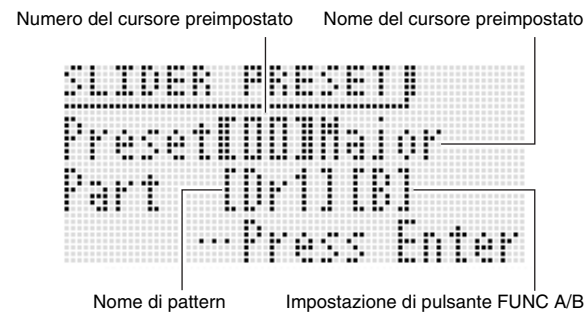 Numero del cursore preimpostato Nome del cursore preimpostato
SLIDER PRESET
Preset[00]Major
Part [Dr1][B]
…Press Enter
Nome di pattern Impostazione di pulsante FUNC A/B